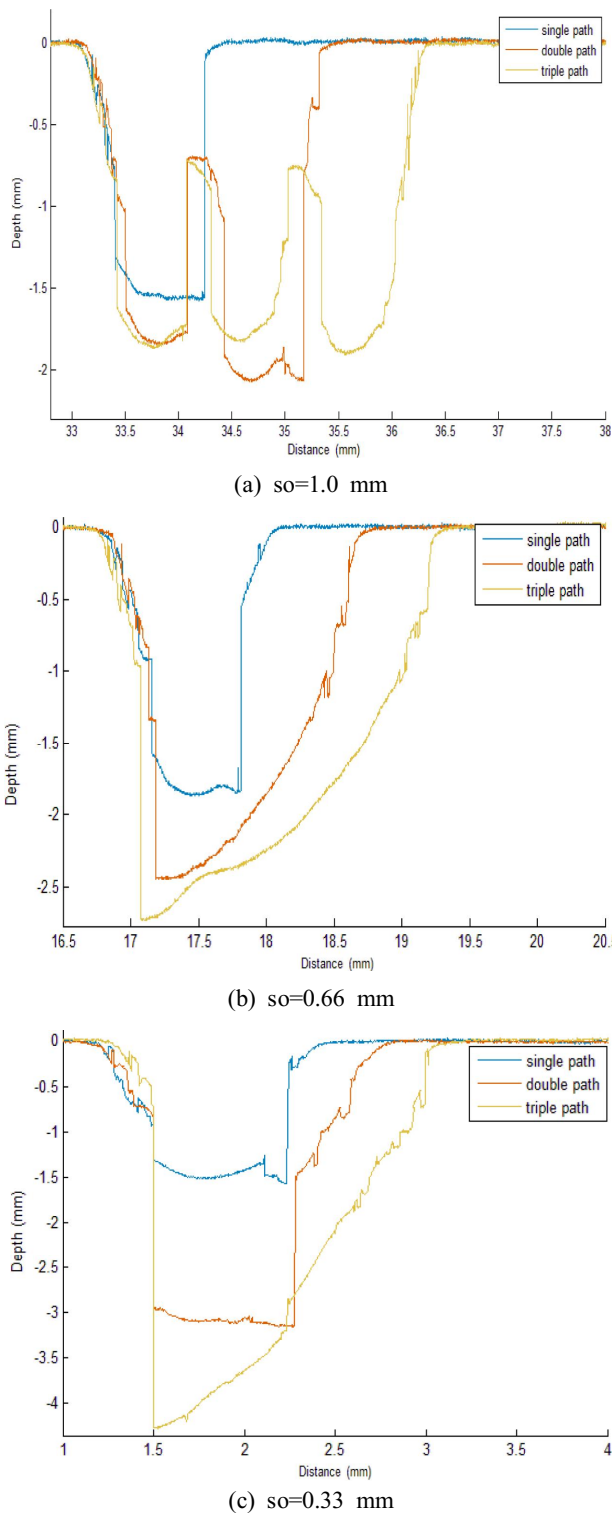 0
-0.5
-1
-1.5
-2
Depth (mm)
single path
double path
triple path
33 33.5 34 34.5 35 35.5 36 36.5 37 37.5 38
Distance (mm)
(a) so=1.0 mm
0
-0.5
-1
-1.5
-2
-2.5
Depth (mm)
single path
double path
triple path
16.5 17 17.5 18 18.5 19 19.5 20 20.5
Distance (mm)
(b) so=0.66 mm
0
-0.5
-1
-1.5
-2
-2.5
-3
-3.5
-4
Depth (mm)
single path
double path
triple path
1 1.5 2 2.5 3 3.5 4
Distance (mm)
(c) so=0.33 mm